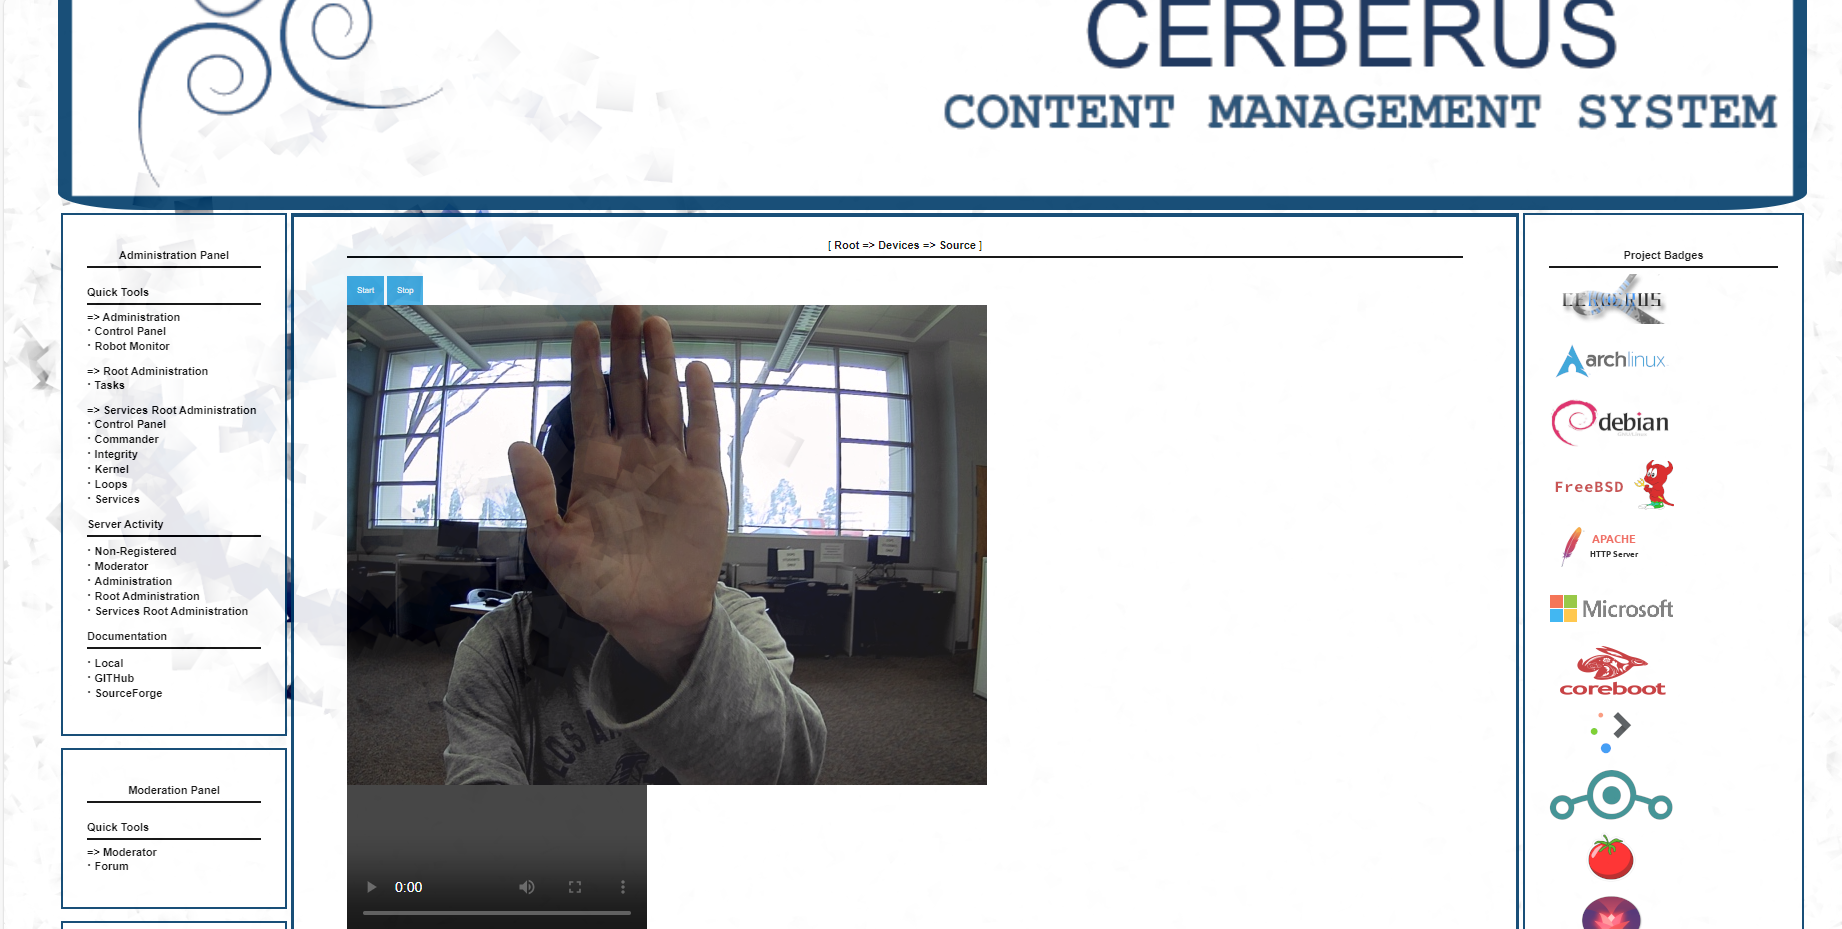 CERBERUS
CONTENT MANAGEMENT SYSTEM
Administration Panel
Quick Tools
=> Administration
· Control Panel
· Robot Monitor
=> Root Administration
· Tasks
=> Services Root Administration
· Control Panel
· Commander
· Integrity
· Kernel
· Loops
· Services
Server Activity
· Non-Registered
· Moderator
· Administration
· Root Administration
· Services Root Administration
Documentation
· Local
· GITHub
· SourceForge
Moderation Panel
Quick Tools
=> Moderator
· Forum
[ Root => Devices => Source ]
Start Stop
LOS A
0:00
Project Badges
CERBERUS
archlinux
debian
FreeBSD
APACHE
HTTP Server
Microsoft
coreboot